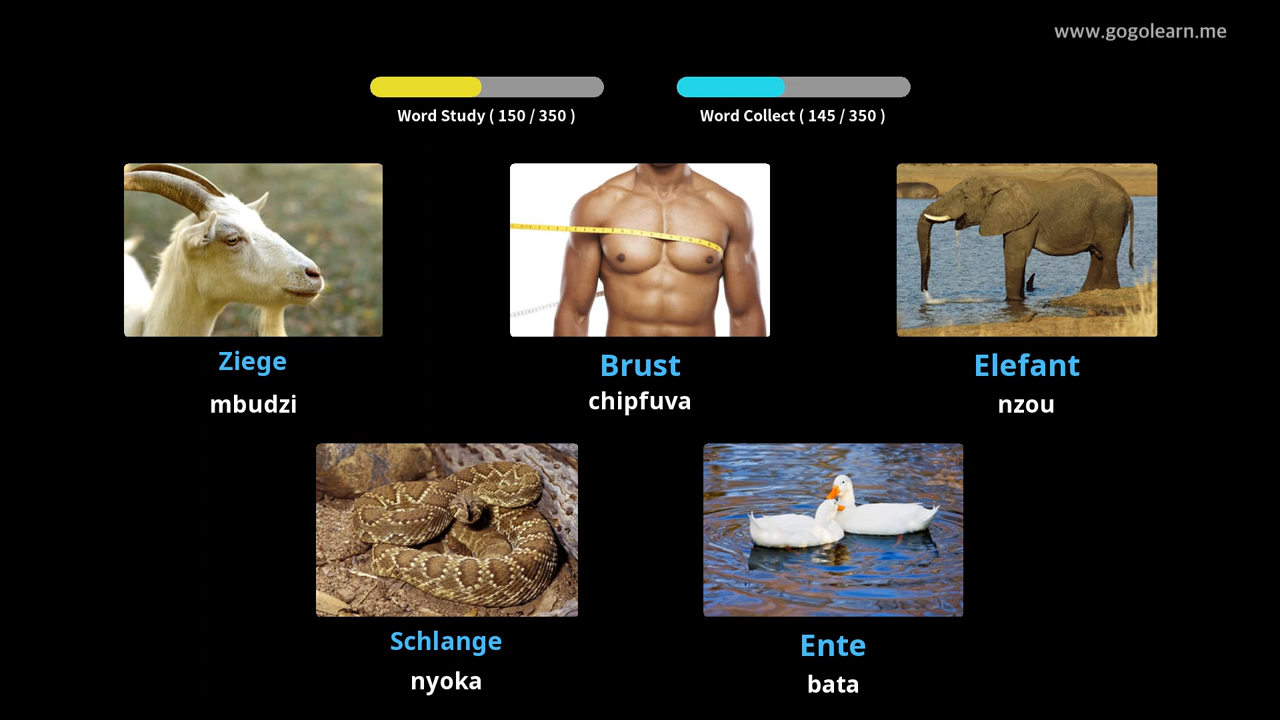 www.gogolearn.me
Word Study ( 150 / 350 )
Word Collect ( 145 / 350 )
Ziege
mbudzi
Brust
chipfuva
Elefant
nzou
Schlange
nyoka
Ente
bata